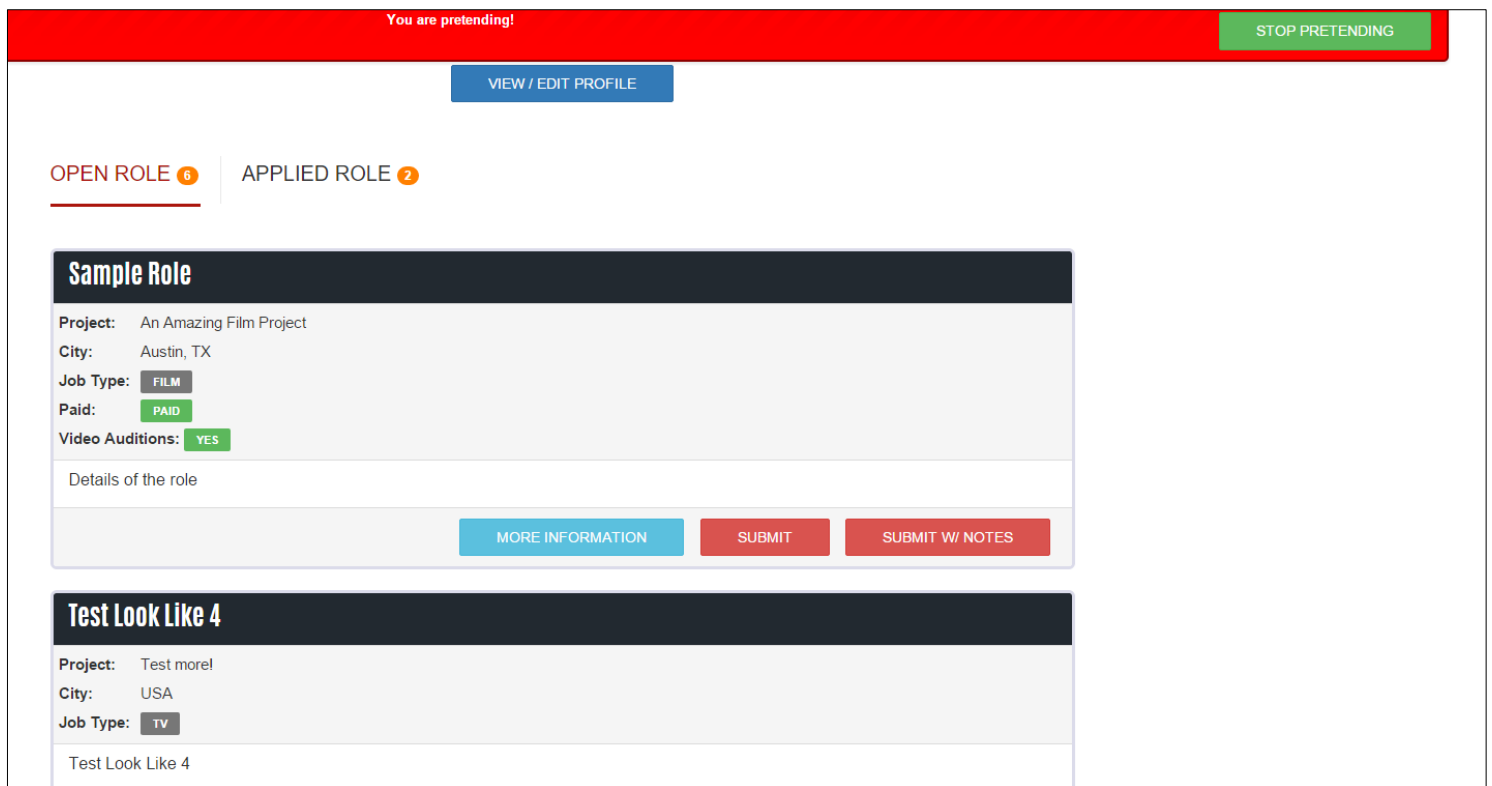 You are pretending!
STOP PRETENDING
VIEW / EDIT PROFILE
OPEN ROLE 6 APPLIED ROLE 2
Sample Role
Project: An Amazing Film Project
City: Austin, TX
Job Type: FILM
Paid: PAID
Video Auditions: YES
Details of the role
MORE INFORMATION SUBMIT SUBMIT W/ NOTES
Test Look Like 4
Project: Test more!
City: USA
Job Type: TV
Test Look Like 4